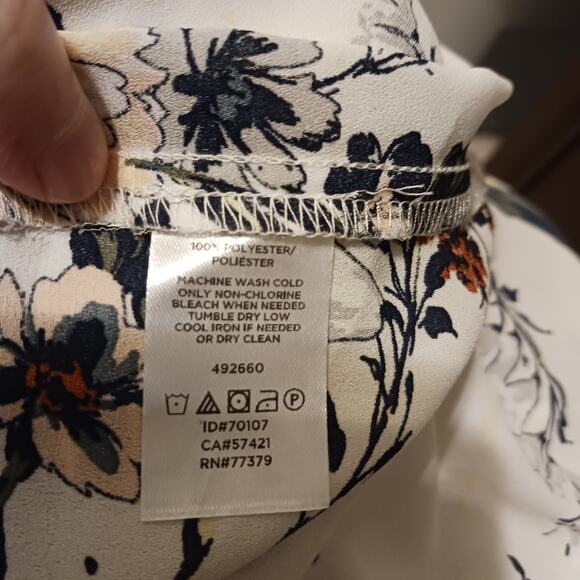 100% POLYESTER/
POLIÉSTER
MACHINE WASH COLD
ONLY NON-CHLORINE
BLEACH WHEN NEEDED
TUMBLE DRY LOW
COOL IRON IF NEEDED
OR DRY CLEAN
492660
P
ID#70107
CA#57421
RN#77379